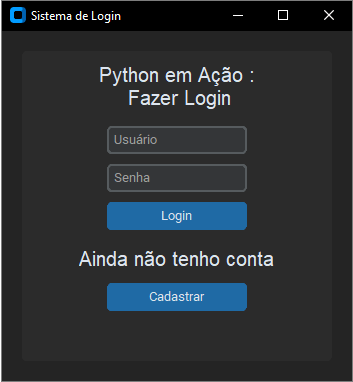 Sistema de Login
Python em Ação :
Fazer Login
Usuário
Senha
Login
Ainda não tenho conta
Cadastrar